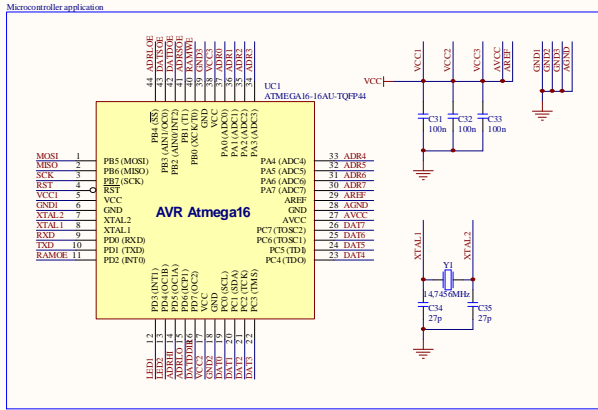 Microcontroller application
44 ADRLOE
43 DATSOE
42 DATDOE
41 ADRSOE
40 RAMWE
39 GND3
38 VCC3
37 ADR0
36 ADR1
35 ADR2
34 ADR3
UC1
ATMEGA16-16AU-TQFP44
PB4 (SS)
PB3 (AIN1/OC0)
PB2 (AIN0/INT2)
PB1 (T1)
PB0 (XCK/T0)
GND
VCC
PA0 (ADC0)
PA1 (ADC1)
PA2 (ADC2)
PA3 (ADC3)
MOSI 1 PB5 (MOSI)
MISO 2 PB6 (MISO)
SCK 3 PB7 (SCK)
RST 4 RST
VCC1 5 VCC
GND1 6 GND
XTAL2 7 XTAL2
XTAL1 8 XTAL1
RXD 9 PD0 (RXD)
TXD 10 PD1 (TXD)
RAMOE 11 PD2 (INT0)
AVR Atmega16
PA4 (ADC4) 33 ADR4
PA5 (ADC5) 32 ADR5
PA6 (ADC6) 31 ADR6
PA7 (ADC7) 30 ADR7
AREF 29 AREF
GND 28 AGND
AVCC 27 AVCC
PC7 (TOSC2) 26 DAT7
PC6 (TOSC1) 25 DAT6
PC5 (TDI) 24 DAT5
PC4 (TDO) 23 DAT4
PD3 (INT1)
PD4 (OC1B)
PD5 (OC1A)
PD6 (ICP1)
PD7 (OC2)
VCC
GND
PC0 (SCL)
PC1 (SDA)
PC2 (TCK)
PC3 (TMS)
LED1 12
LED2 13
ADRHI 14
ADRLO 15
DATDDIR 16
VCC2 17
GND2 18
DAT0 19
DAT1 20
DAT2 21
DAT3 22
VCC
VCC1
VCC2
VCC3
AVCC
AREF
C31
100n
C32
100n
C33
100n
GND1
GND2
GND3
AGND
XTAL1
XTAL2
Y1
14,7456MHz
C34
27p
C35
27p